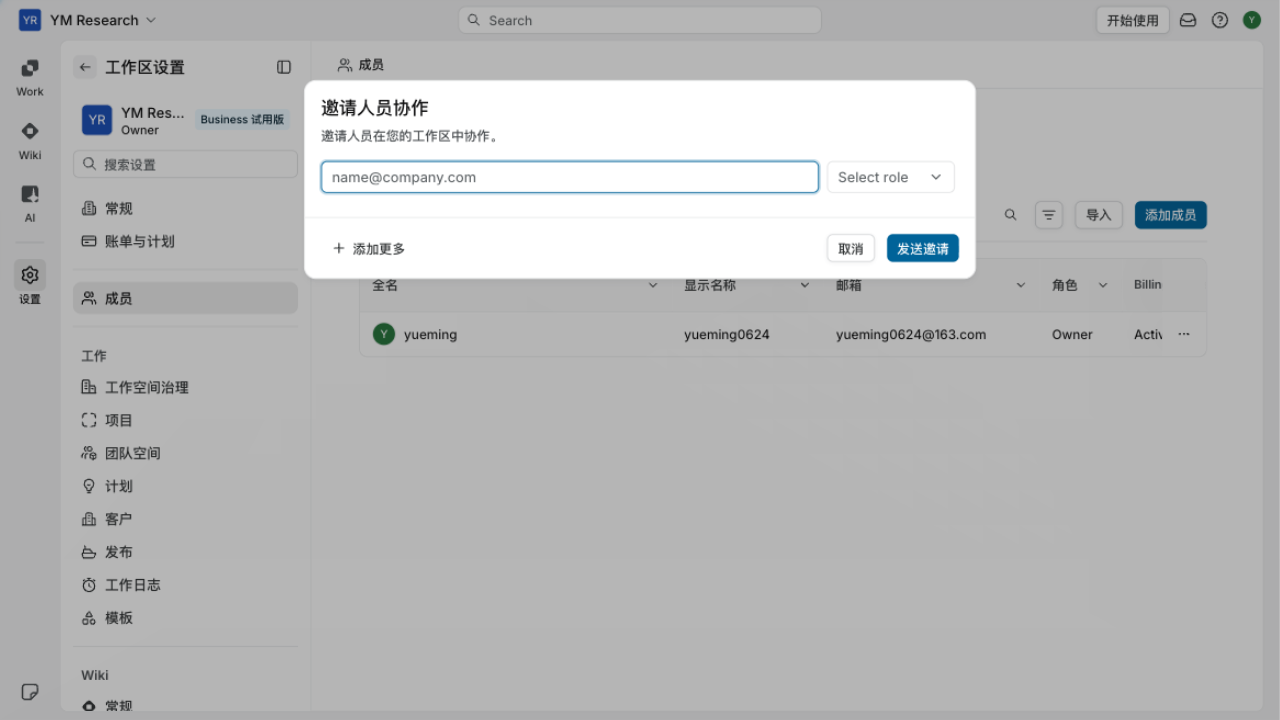 YR YM Research
Search
开始使用
Y
Work
Wiki
AI
设置
工作区设置
YR
YM Res...
Owner
Business 试用版
搜索设置
常规
账单与计划
成员
工作
工作空间治理
项目
团队空间
计划
客户
发布
工作日志
模板
Wiki
常规
成员
邀请人员协作
邀请人员在您的工作区中协作。
name@company.com
Select role
添加更多
取消
发送邀请
导入
添加成员
全名 显示名称 邮箱 角色 Billin
Y yueming yueming0624 yueming0624@163.com Owner Activ ...